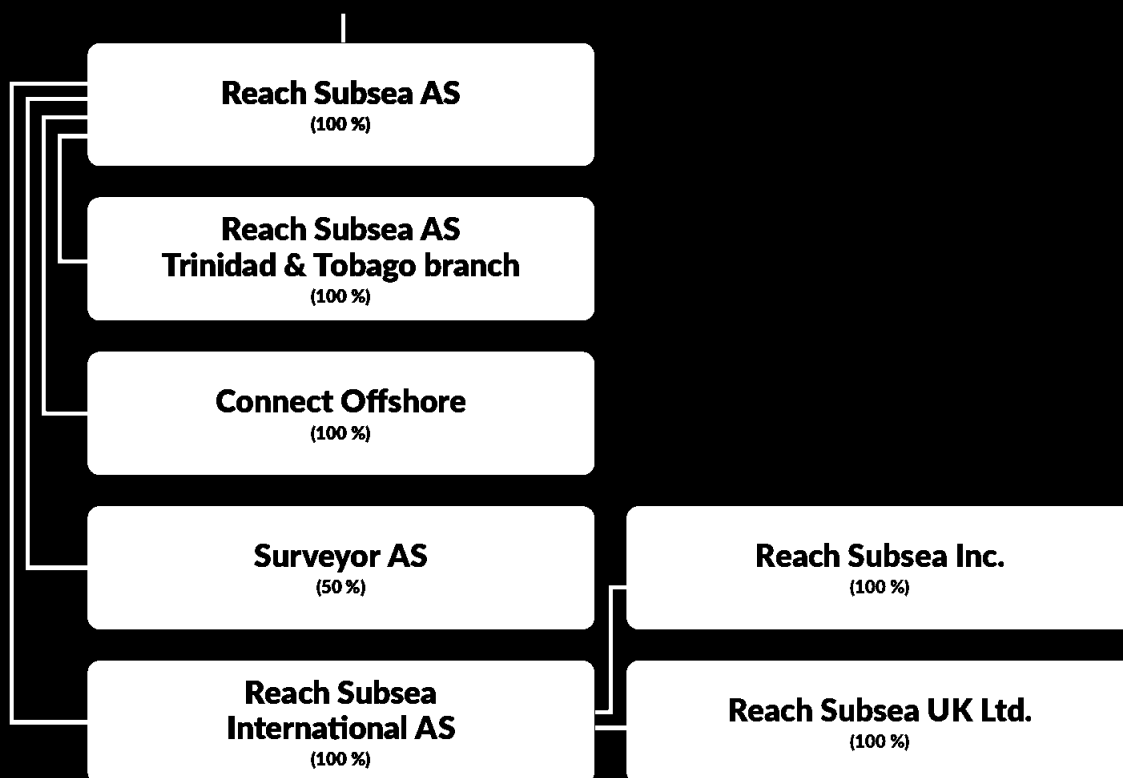 Reach Subsea AS
(100 %)
Reach Subsea AS
Trinidad & Tobago branch
(100 %)
Connect Offshore
(100 %)
Surveyor AS
(50 %)
Reach Subsea Inc.
(100 %)
Reach Subsea
International AS
(100 %)
Reach Subsea UK Ltd.
(100 %)